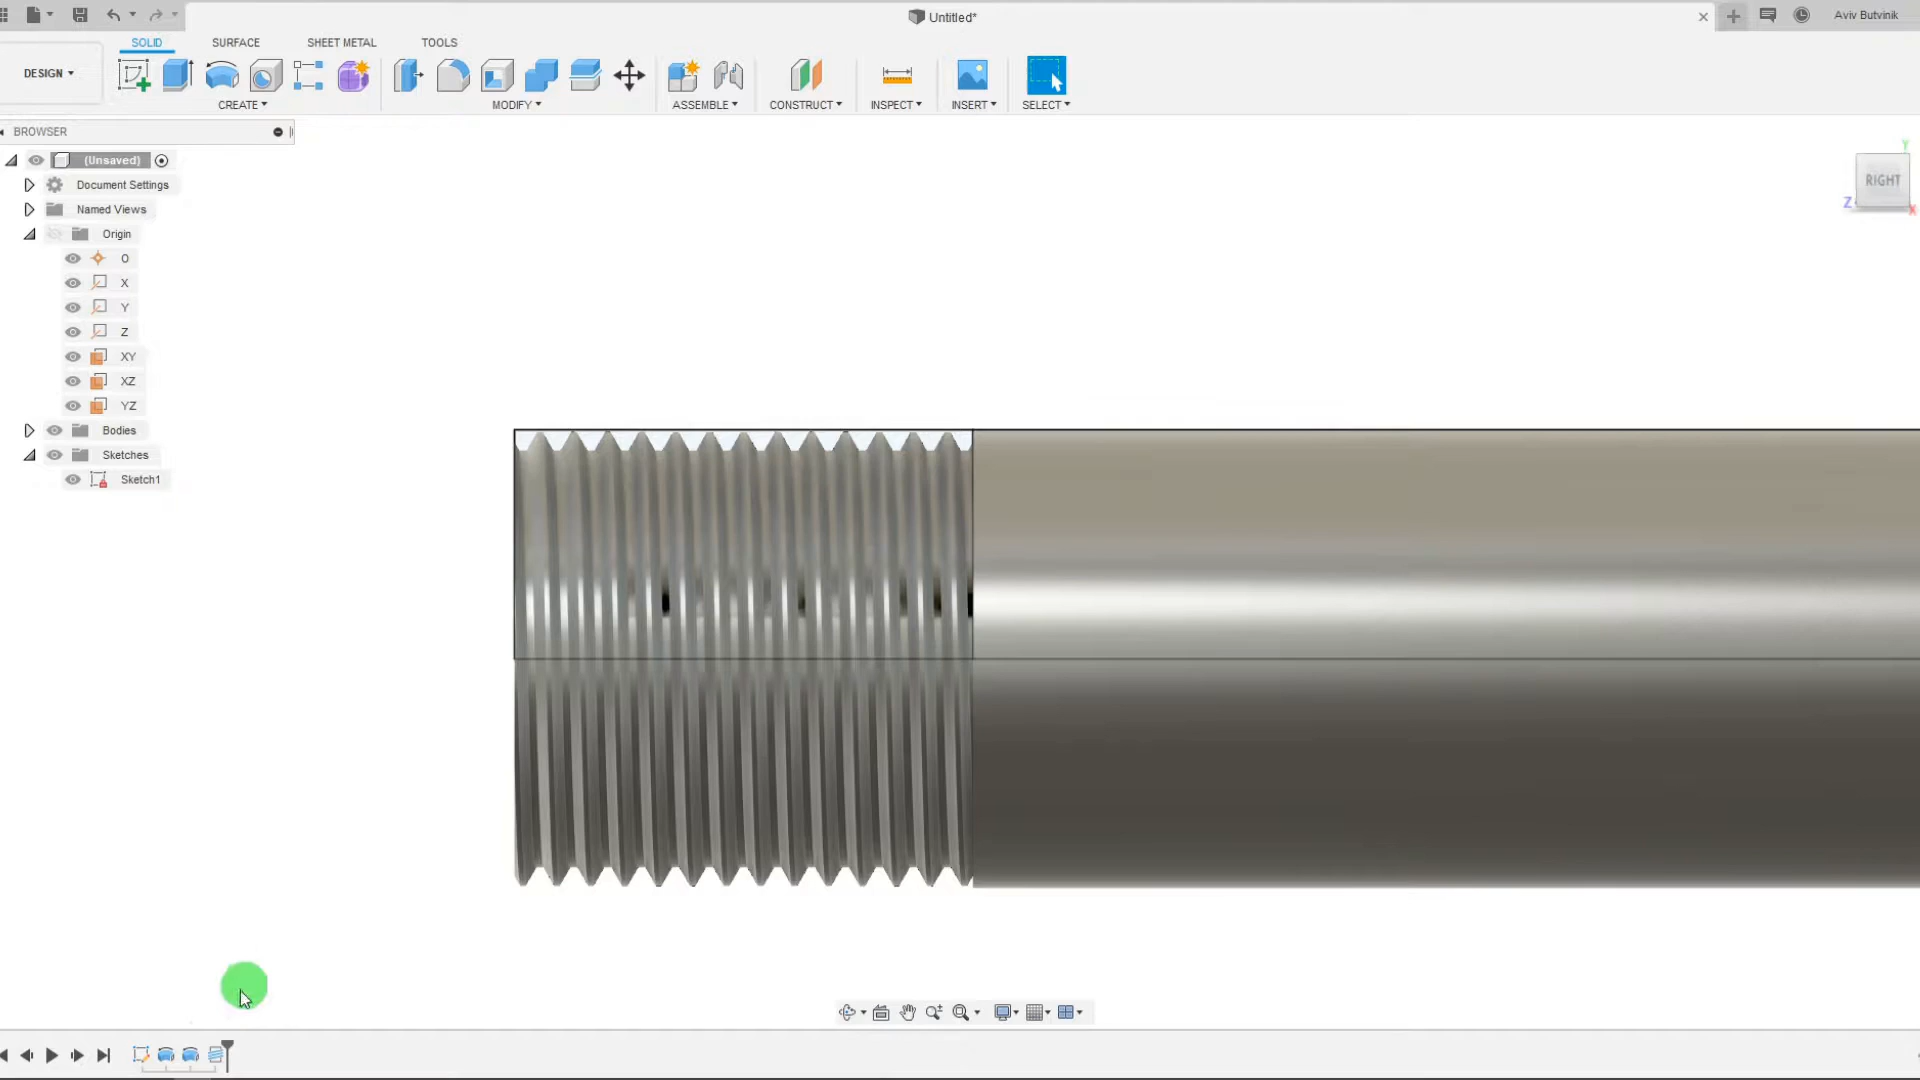 Untitled*
Aviv Butvinik
SOLID SURFACE SHEET METAL TOOLS
DESIGN
CREATE MODIFY ASSEMBLE CONSTRUCT INSPECT INSERT SELECT
BROWSER
(Unsaved)
Document Settings
Named Views
Origin
O
X
Y
Z
XY
XZ
YZ
Bodies
Sketches
Sketch1
Y
RIGHT
Z
X